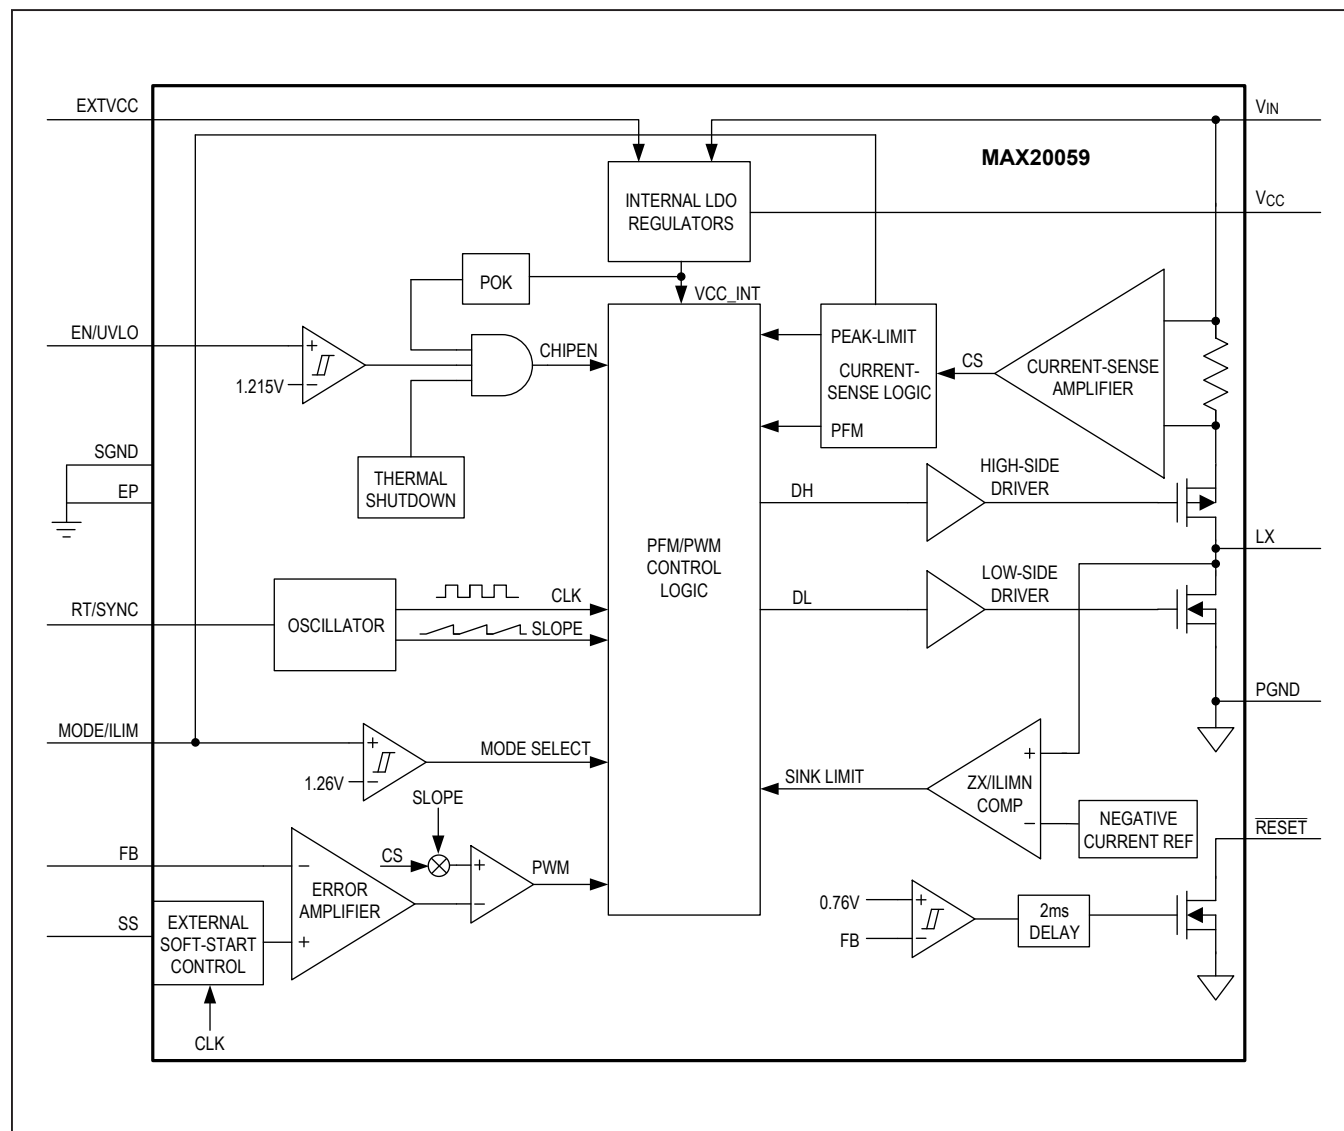 EXTVCC
VIN
MAX20059
INTERNAL LDO
REGULATORS
VCC
POK
VCC_INT
EN/UVLO
+
1.215V
−
CHIPEN
PEAK-LIMIT
CURRENT-
SENSE LOGIC
PFM
CS
CURRENT-SENSE
AMPLIFIER
SGND
EP
THERMAL
SHUTDOWN
DH
HIGH-SIDE
DRIVER
LX
PFM/PWM
CONTROL
LOGIC
RT/SYNC
OSCILLATOR
CLK
SLOPE
DL
LOW-SIDE
DRIVER
PGND
MODE/ILIM
+
1.26V
−
MODE SELECT
SINK LIMIT
+
ZX/ILIMN
COMP
−
NEGATIVE
CURRENT REF
RESET
SLOPE
CS
+
−
PWM
FB
−
ERROR
AMPLIFIER
+
SS
EXTERNAL
SOFT-START
CONTROL
CLK
0.76V
+
FB
−
2ms
DELAY